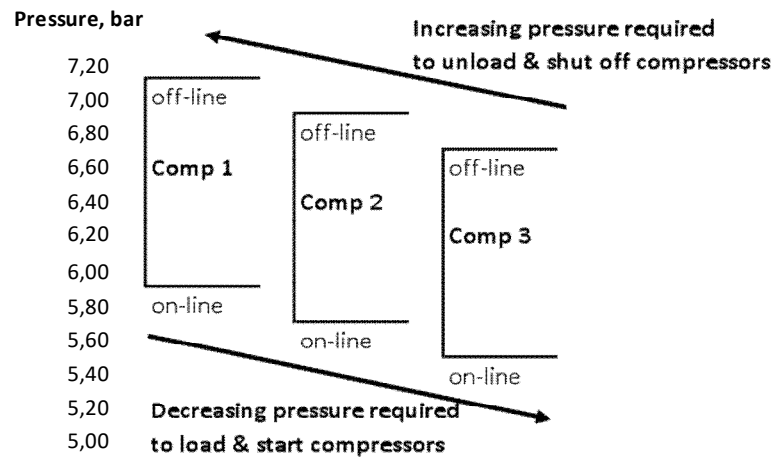 Pressure, bar
Increasing pressure required
to unload & shut off compressors
7,20
7,00
6,80
6,60
6,40
6,20
6,00
5,80
5,60
5,40
5,20
5,00
off-line
Comp 1
on-line
off-line
Comp 2
on-line
off-line
Comp 3
on-line
Decreasing pressure required
to load & start compressors